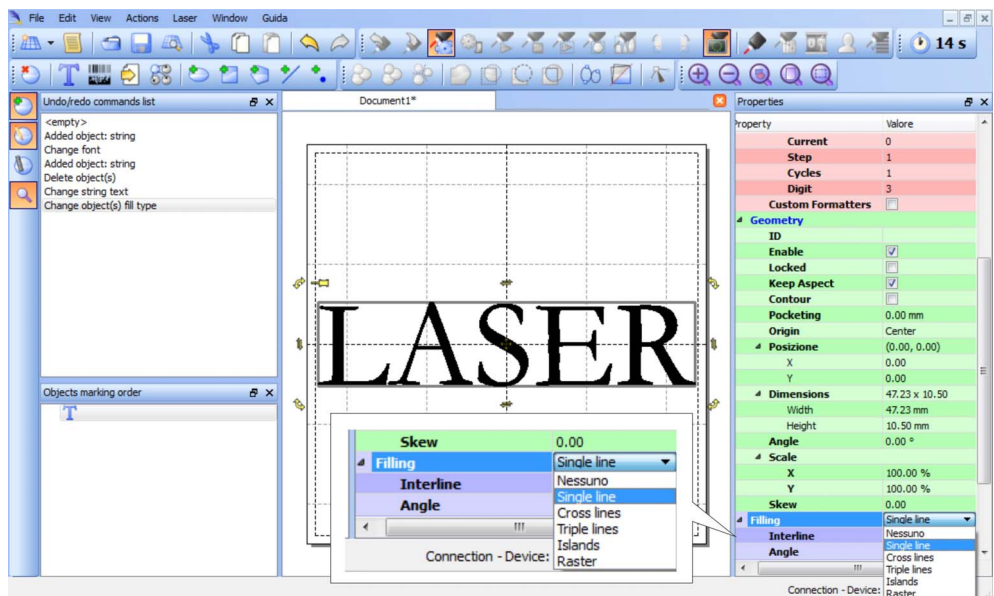 File Edit View Actions Laser Window Guida
14 s
Undo/redo commands list
<empty>
Added object: string
Change font
Added object: string
Delete object(s)
Change string text
Change object(s) fill type
Objects marking order
T
Document1*
LASER
Skew 0.00
Filling Single line
Interline Nessuno
Single line
Angle Cross lines
Triple lines
Islands
Connection - Device: Raster
Properties
Property Valore
Current 0
Step 1
Cycles 1
Digit 3
Custom Formatters
Geometry
ID
Enable
Locked
Keep Aspect
Contour
Pocketing 0.00 mm
Origin Center
Posizione (0.00, 0.00)
X 0.00
Y 0.00
Dimensions 47.23 x 10.50
Width 47.23 mm
Height 10.50 mm
Angle 0.00 °
Scale
X 100.00 %
Y 100.00 %
Skew 0.00
Filling Single line
Interline Nessuno
Single line
Angle Cross lines
Triple lines
Islands
Connection - Device: Raster